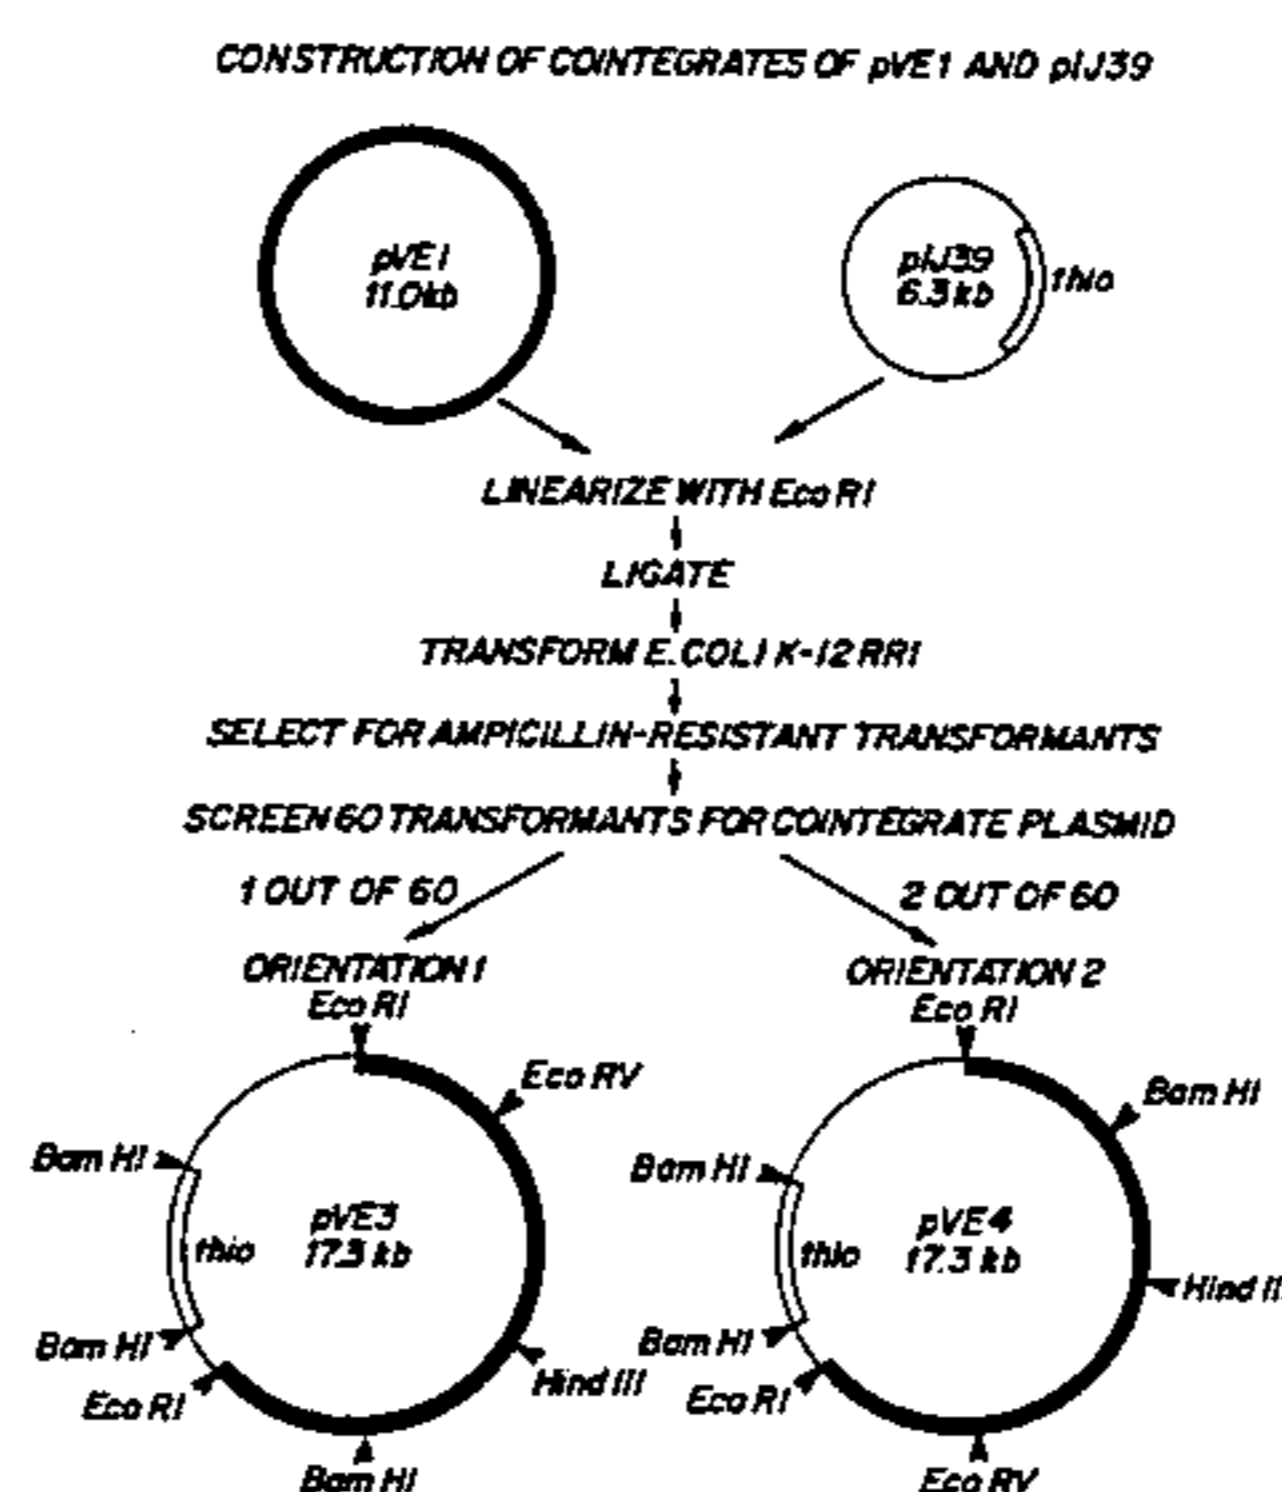 CONSTRUCTION OF COINTEGRATES OF pVE1 AND pIJ39
pVE1
11.0kb
pIJ39
6.3kb
thio
LINEARIZE WITH Eco RI
LIGATE
TRANSFORM E.COLI K-12 RR1
SELECT FOR AMPICILLIN-RESISTANT TRANSFORMANTS
SCREEN 60 TRANSFORMANTS FOR COINTEGRATE PLASMID
1 OUT OF 60
2 OUT OF 60
ORIENTATION 1
Eco RI
Eco RV
Bam HI
pVE3
17.3 kb
thio
Bam HI
Hind III
Eco RI
Bam HI
ORIENTATION 2
Eco RI
Bam HI
Bam HI
pVE4
17.3 kb
thio
Hind II
Bam HI
Eco RI
Eco RV